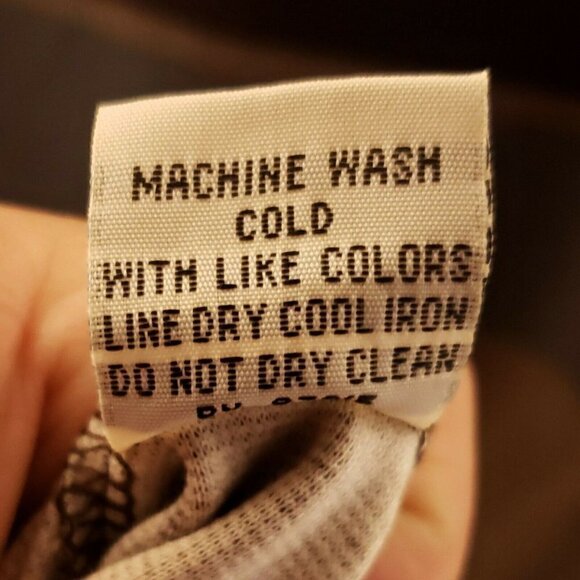 MACHINE WASH
COLD
WITH LIKE COLORS
LINE DRY COOL IRON
DO NOT DRY CLEAN